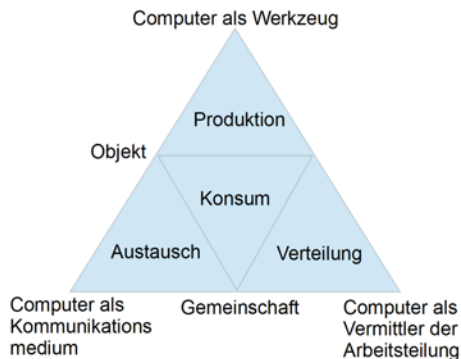 Computer als Werkzeug
Produktion
Objekt
Konsum
Austausch
Verteilung
Computer als
Kommunikations
medium
Gemeinschaft
Computer als
Vermittler der
Arbeitsteilung